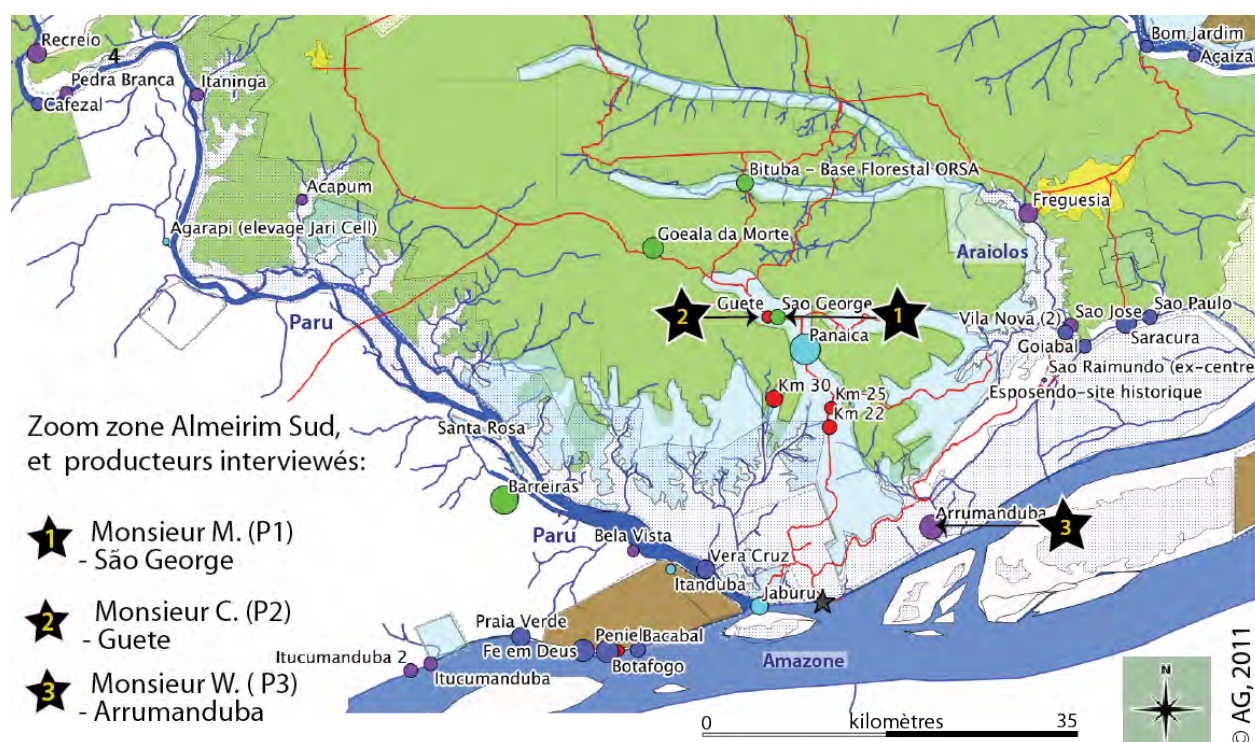 Recreio
4
Pedra Branca
Itaninga
Cafezal
Bom Jardim
Açaizal
Acapum
Bituba - Base Florestal ORSA
Freguesia
Agarapi (elevage Jari Cell)
Goeala da Morte
Araiolos
Paru
2
Guete
Sao George
1
Panaica
Vila Nova (2)
Sao Jose
Sao Paulo
Goiabal
Saracura
Sao Raimundo (ex-centre
Esposendo-site historique
Km 30
Km 25
Km 22
Santa Rosa
Barreiras
Paru
Bela Vista
Arrumanduba
3
Vera Cruz
Itanduba
Jaburu
Praia Verde
Peniel
Bacabal
Fe em Deus
Botafogo
Itucumanduba 2
Itucumanduba
Amazone
Zoom zone Almeirim Sud,
et producteurs interviewés:
1 Monsieur M. (P1)
- São George
2 Monsieur C. (P2)
- Guete
3 Monsieur W. ( P3)
- Arrumanduba
0 kilomètres 35
N
© AG, 2011